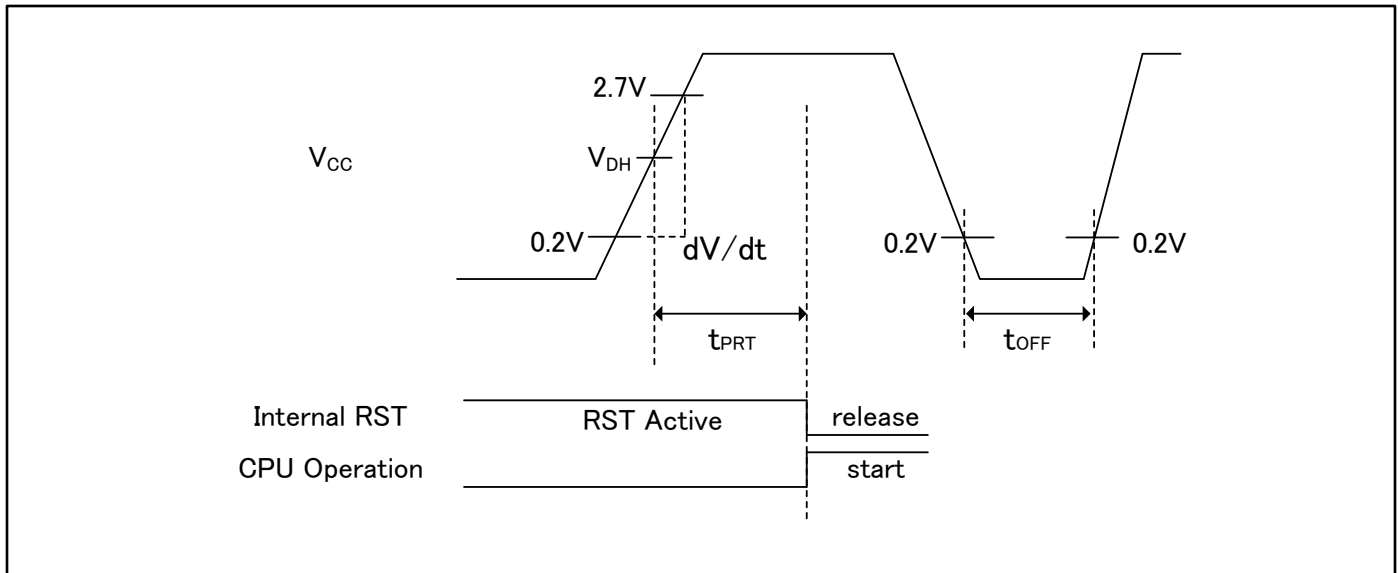 2.7V
VCC
VDH
0.2V
dV/dt
0.2V
0.2V
tPRT
tOFF
Internal RST
RST Active
release
CPU Operation
start